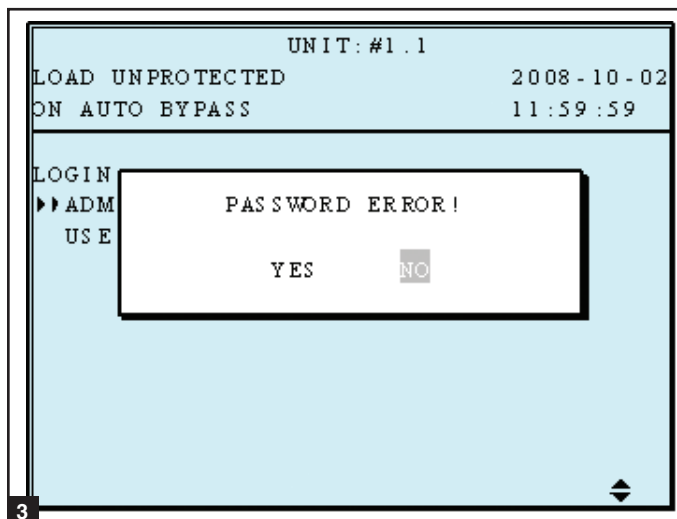 UNIT:#1.1
LOAD UNPROTECTED 2008-10-02
ON AUTO BYPASS 11:59:59
LOGIN
ADM PASSWORD ERROR!
USE
YES NO
3